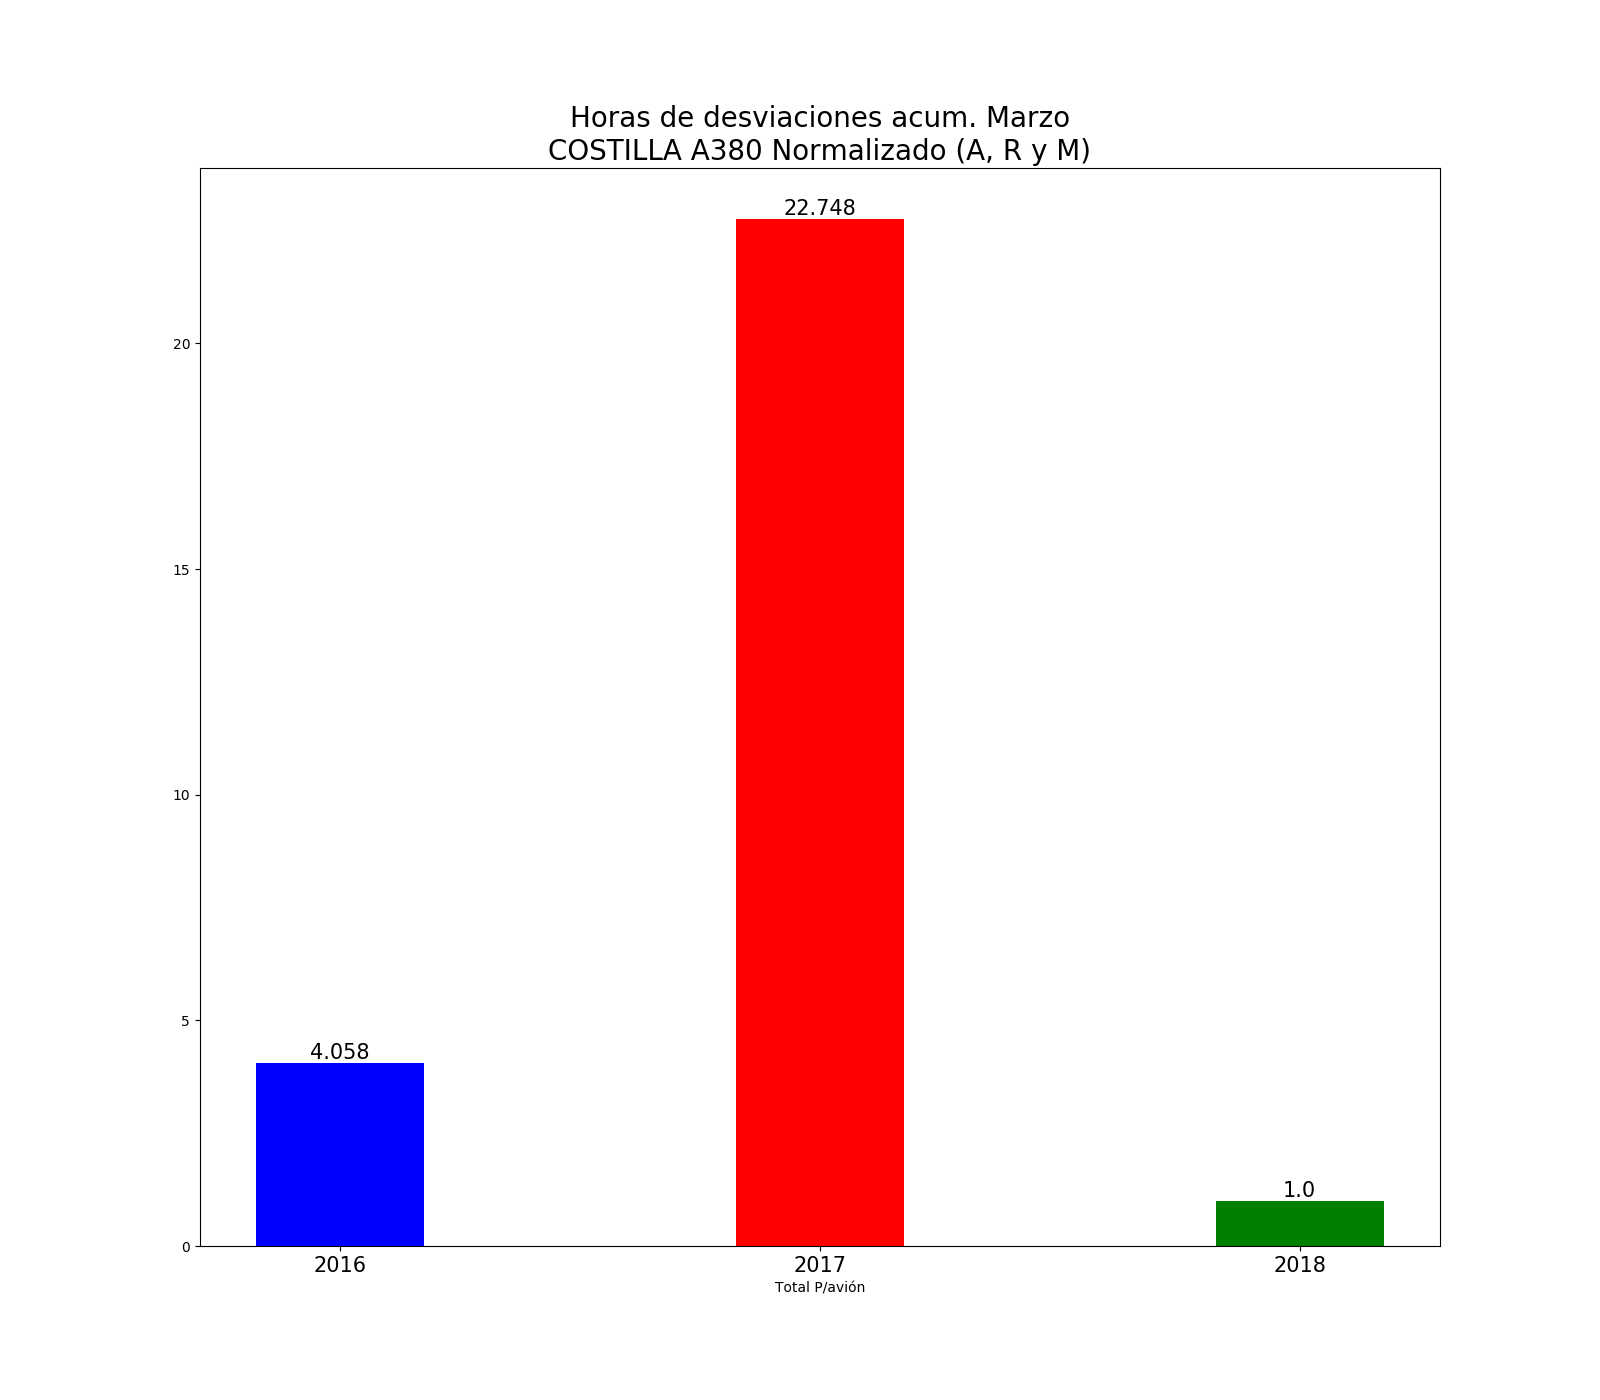 Horas de desviaciones acum. Marzo
COSTILLA A380 Normalizado (A, R y M)
22.748
20
15
10
5
4.058
1.0
0
2016 2017 2018
Total P/avión